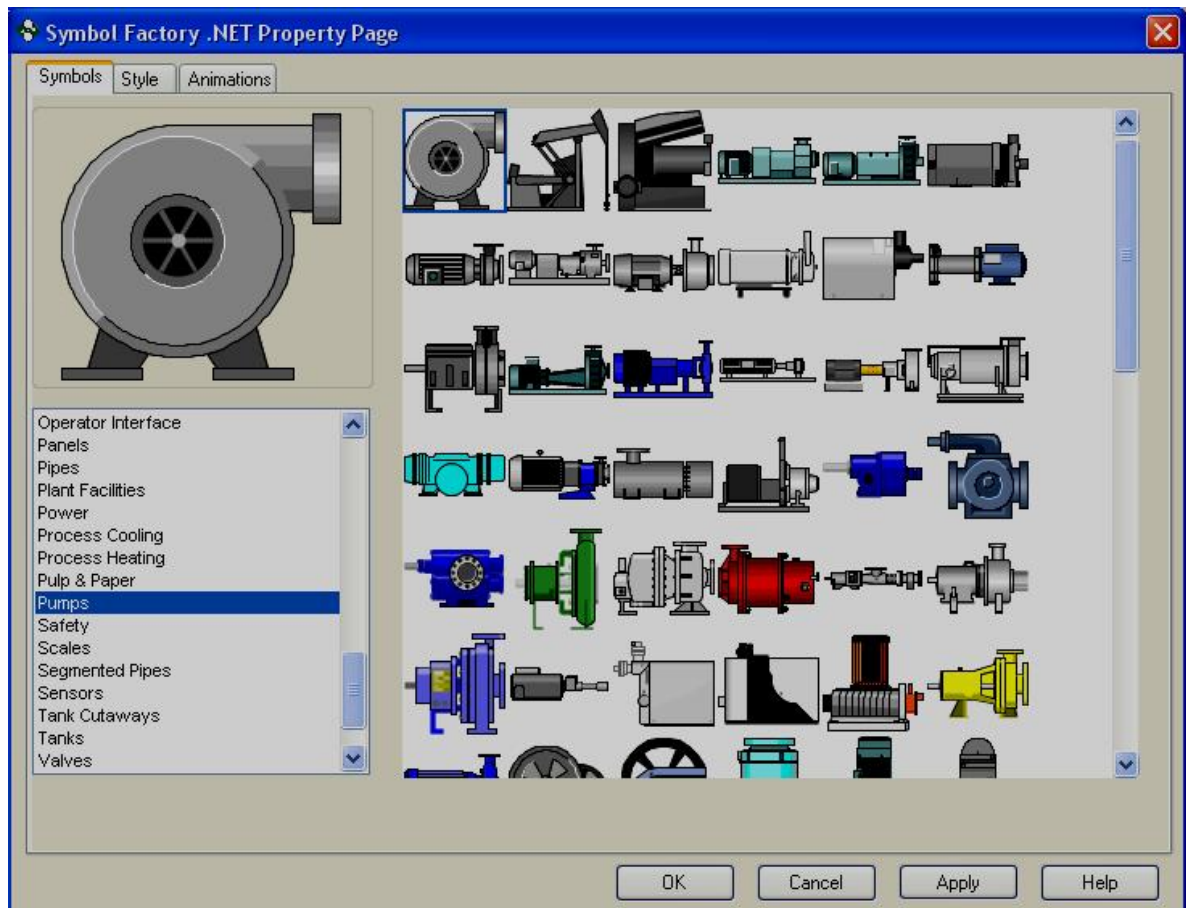 Symbol Factory .NET Property Page
Symbols Style Animations
Operator Interface
Panels
Pipes
Plant Facilities
Power
Process Cooling
Process Heating
Pulp & Paper
Pumps
Safety
Scales
Segmented Pipes
Sensors
Tank Cutaways
Tanks
Valves
OK Cancel Apply Help